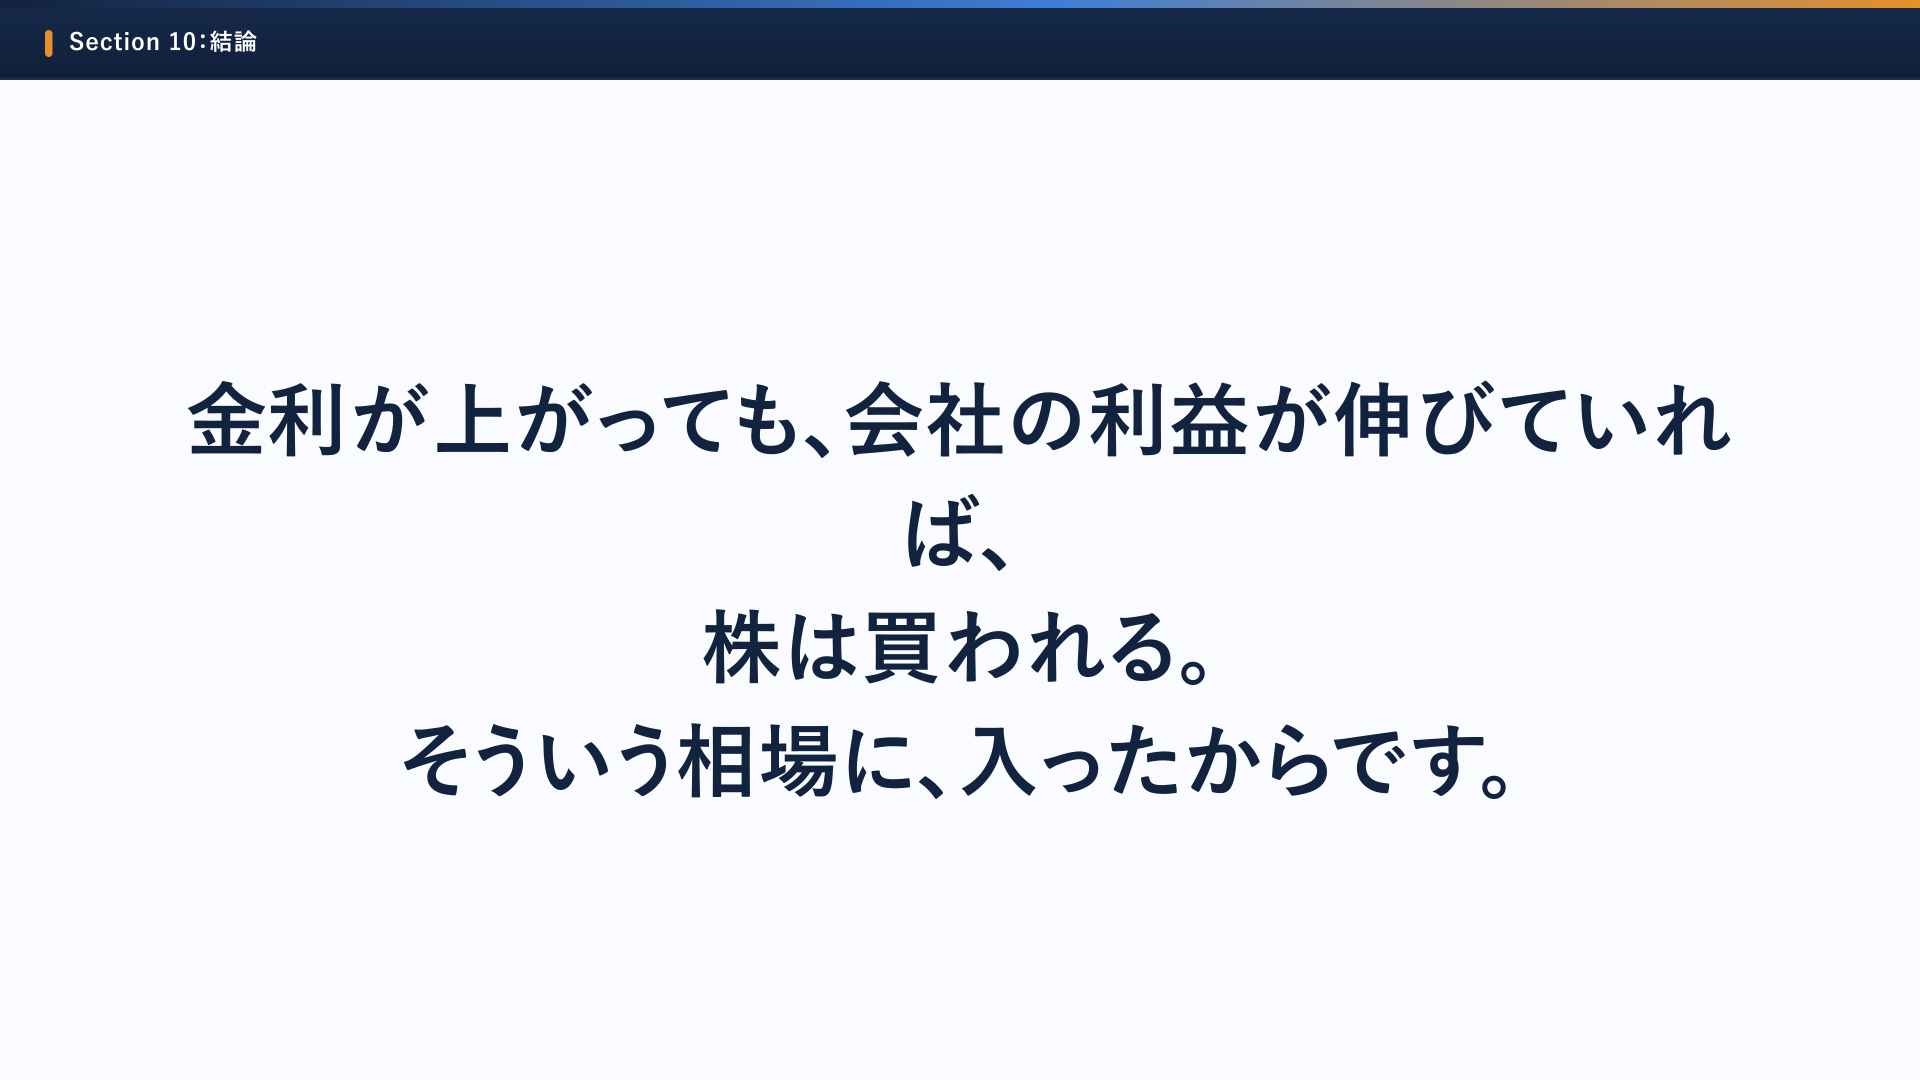 Section 10：結論
金利が上がっても、会社の利益が伸びていれ
ば、
株は買われる。
そういう相場に、入ったからです。